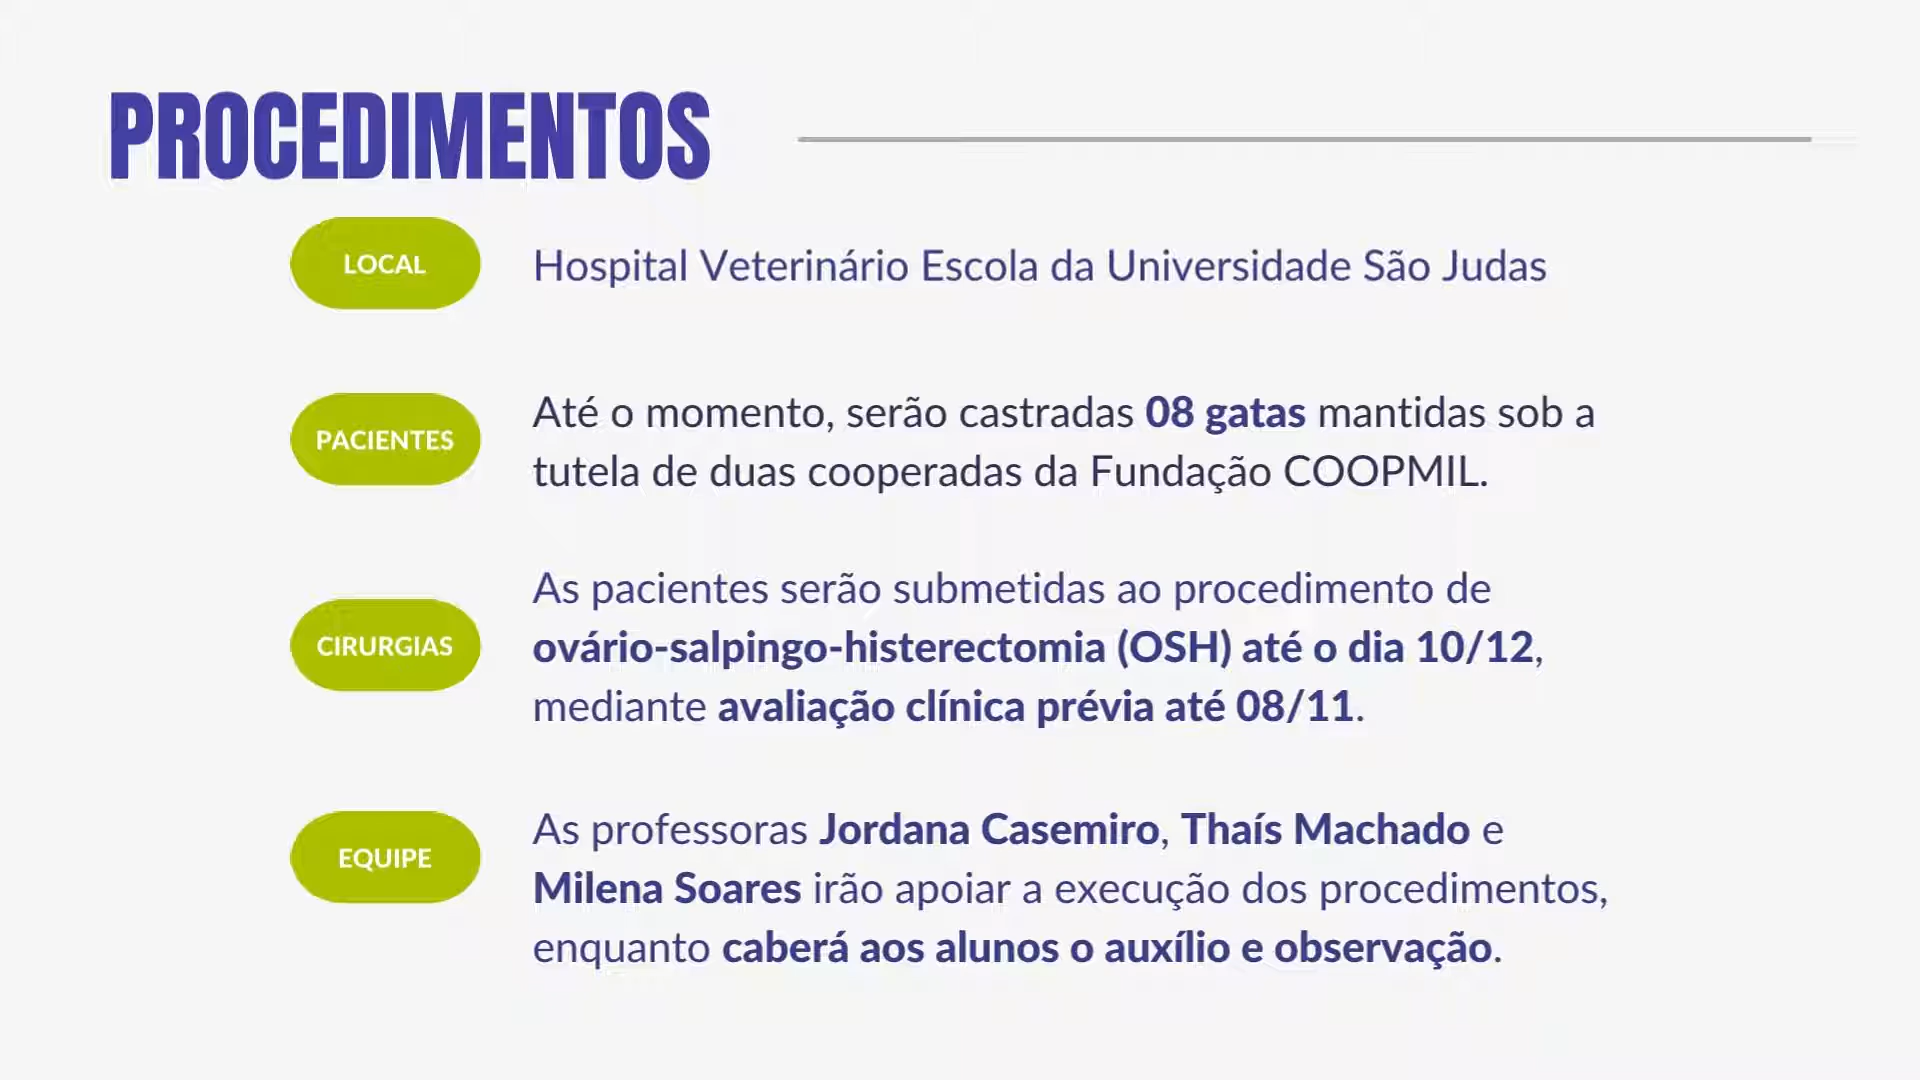 PROCEDIMENTOS
LOCAL
Hospital Veterinário Escola da Universidade São Judas
PACIENTES
Até o momento, serão castradas 08 gatas mantidas sob a
tutela de duas cooperadas da Fundação COOPMIL.
CIRURGIAS
As pacientes serão submetidas ao procedimento de
ovário-salpingo-histerectomia (OSH) até o dia 10/12,
mediante avaliação clínica prévia até 08/11.
EQUIPE
As professoras Jordana Casemiro, Thaís Machado e
Milena Soares irão apoiar a execução dos procedimentos,
enquanto caberá aos alunos o auxílio e observação.